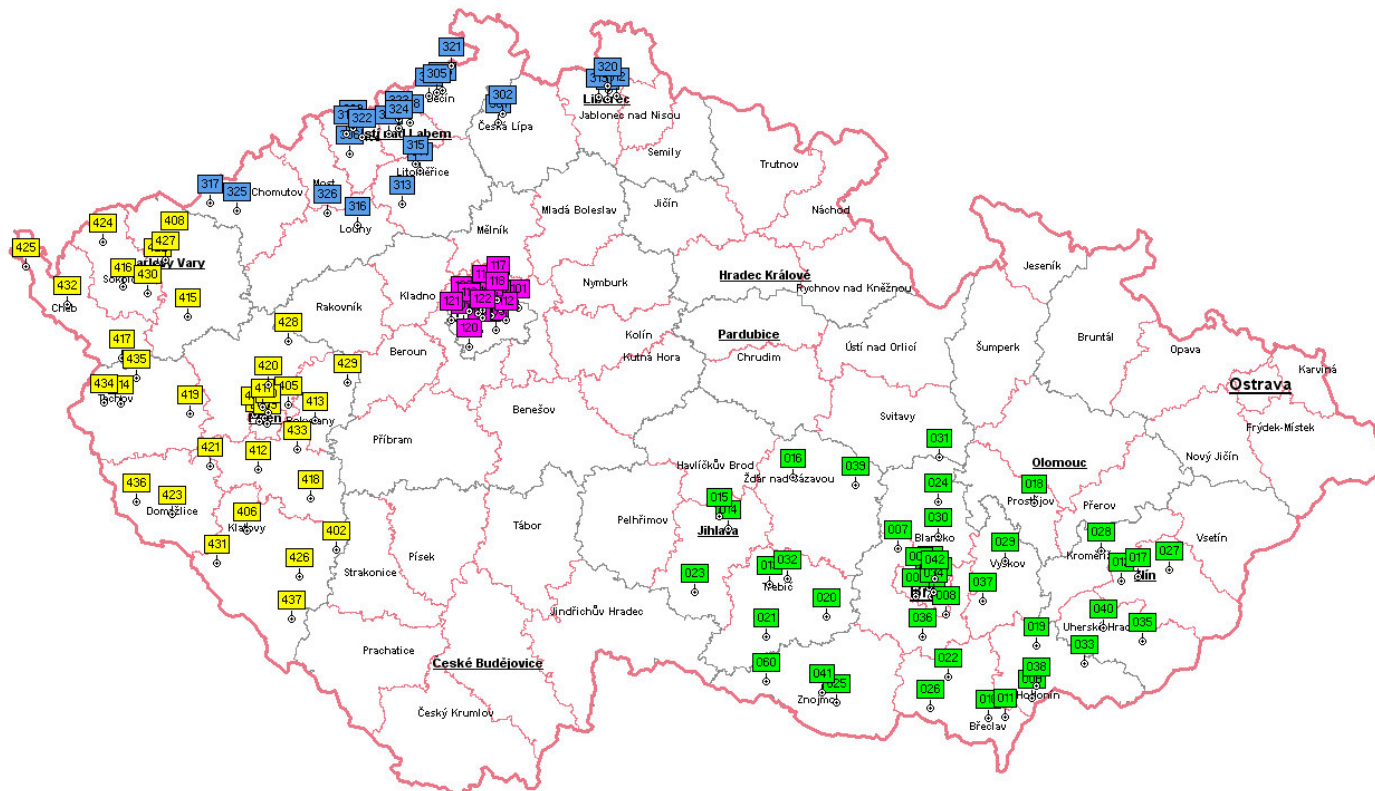 321
305
320
302
Děčín
Liberec
Česká Lípa
Jablonec nad Nisou
324
322
315
Litoměřice
Semily
Trutnov
317
325
Chomutov
Most
326
313
316
Louny
Mladá Boleslav
Jičín
Náchod
408
424
427
425
Mělník
416
430
432
Cheb
415
Rakovník
Kladno
117
116
121
122
120
Nymburk
Hradec Králové
Rychnov nad Kněžnou
Jeseník
428
417
435
420
429
Beroun
Kolín
Kutná Hora
Pardubice
Chrudim
Ústí nad Orlicí
Šumperk
Bruntál
Opava
Karviná
434
Tachov
419
405
413
Ostrava
Benešov
Svitavy
Frýdek-Místek
433
421
412
Příbram
031
Nový Jičín
436
423
Domažlice
418
406
Klatovy
402
Havlíčkův Brod
016
039
Žďár nad Sázavou
024
Olomouc
018
Prostějov
Přerov
015
014
Jihlava
Pelhřimov
Tábor
007
030
Blansko
028
Vsetín
431
426
437
Písek
Strakonice
023
032
Třebíč
042
029
Vyškov
037
017
027
008
Jindřichův Hradec
020
021
036
019
040
035
033
Prachatice
České Budějovice
Český Krumlov
060
041
025
Znojmo
022
026
038
Hodonín
011
Břeclav